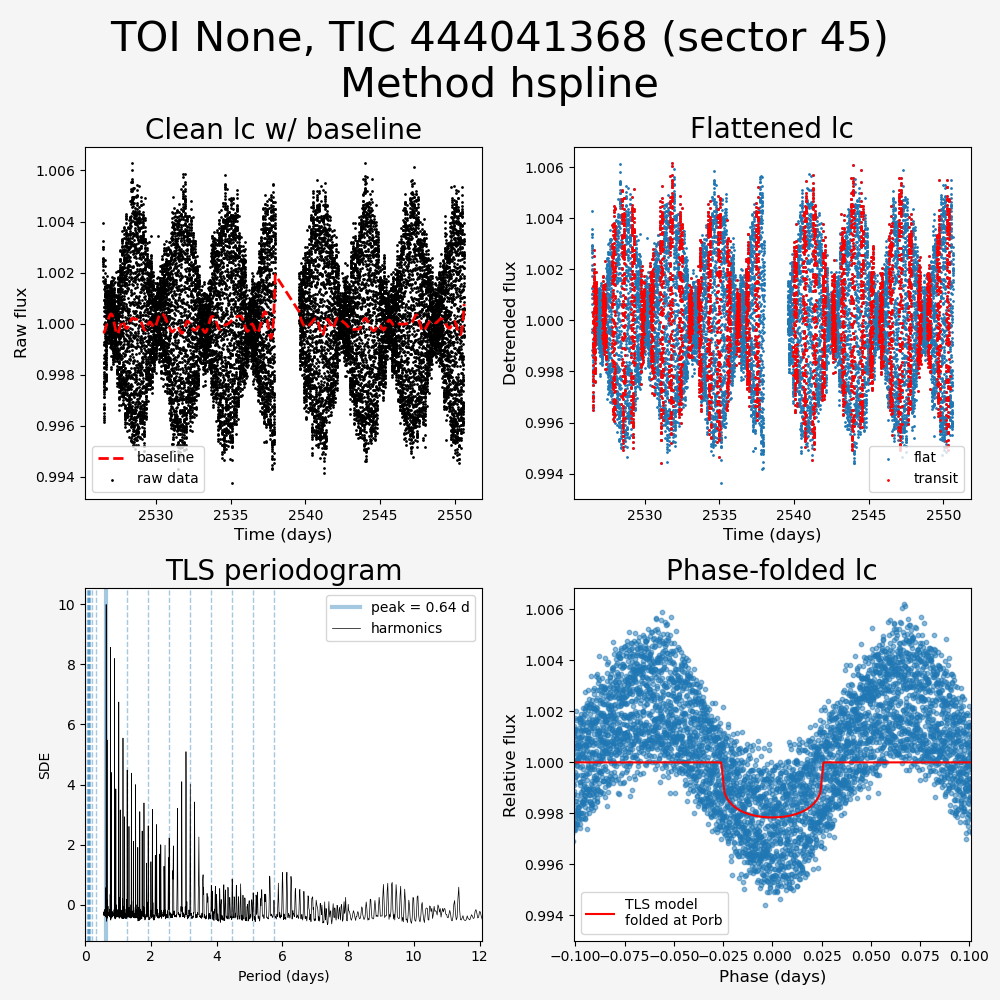 TOI None, TIC 444041368 (sector 45)
Method hspline
Clean lc w/ baseline
Raw flux
1.006
1.004
1.002
1.000
0.998
0.996
0.994
baseline
raw data
2530
2535
2540
2545
2550
Time (days)
Flattened lc
Detrended flux
1.006
1.004
1.002
1.000
0.998
0.996
0.994
flat
transit
2530
2535
2540
2545
2550
Time (days)
TLS periodogram
SDE
10
8
6
4
2
0
peak = 0.64 d
harmonics
0
2
4
6
8
10
12
Period (days)
Phase-folded lc
Relative flux
1.006
1.004
1.002
1.000
0.998
0.996
0.994
TLS model
folded at Porb
−0.100
−0.075
−0.050
−0.025
0.000
0.025
0.050
0.075
0.100
Phase (days)